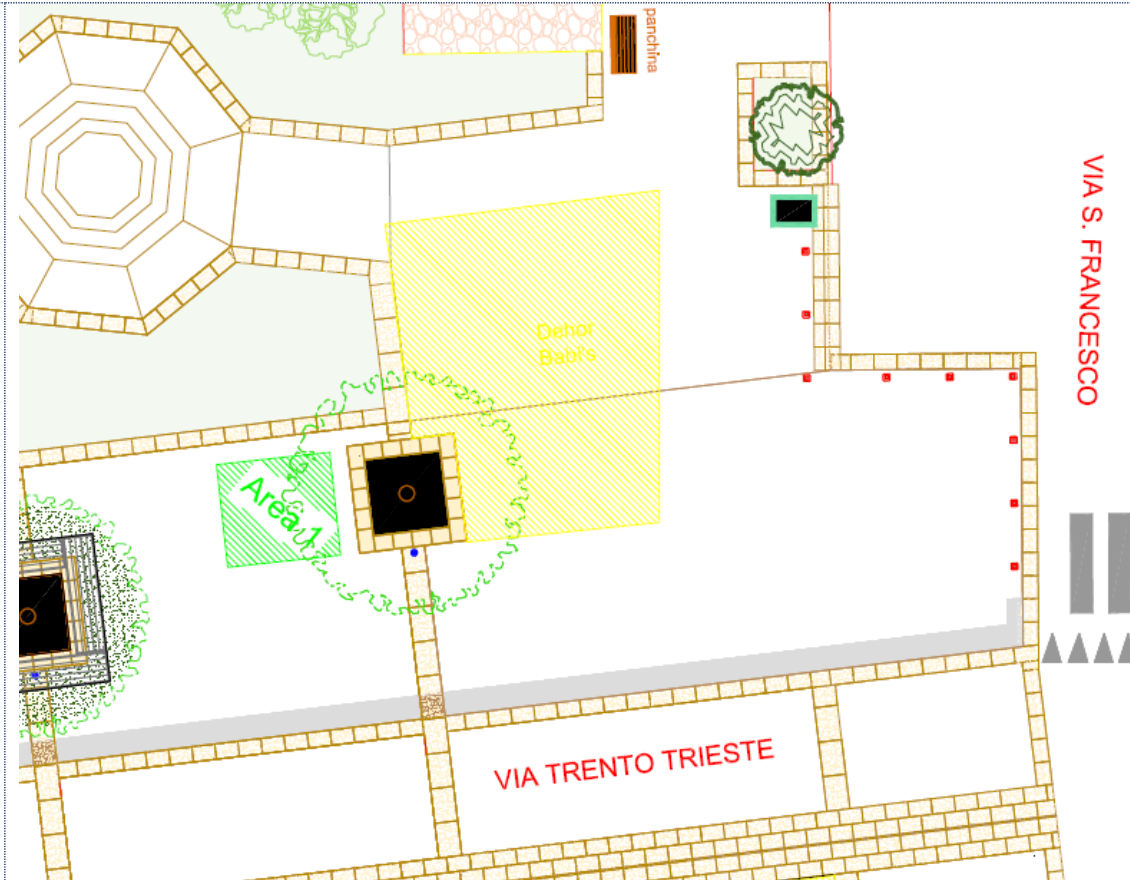 panchina
VIA S. FRANCESCO
Dehor
Babi's
Area 1
VIA TRENTO TRIESTE